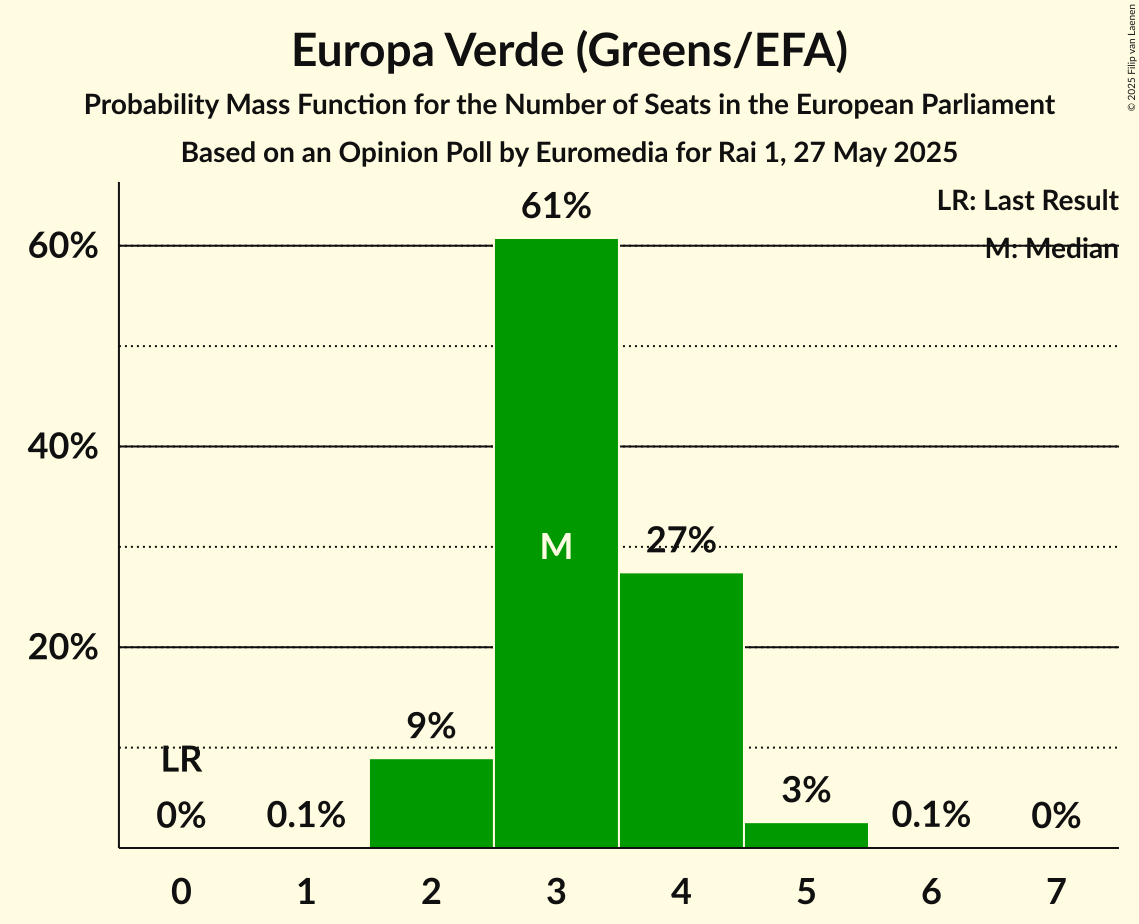 Europa Verde (Greens/EFA)
Probability Mass Function for the Number of Seats in the European Parliament
Based on an Opinion Poll by Euromedia for Rai 1, 27 May 2025
© 2025 Filip van Laenen
LR: Last Result
M: Median
60%
40%
20%
61%
M
27%
9%
LR
0%
0.1%
3%
0.1%
0%
0 1 2 3 4 5 6 7